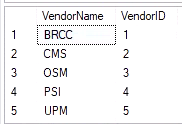 VendorName VendorID
1 BRCC 1
2 CMS 2
3 OSM 3
4 PSI 4
5 UPM 5